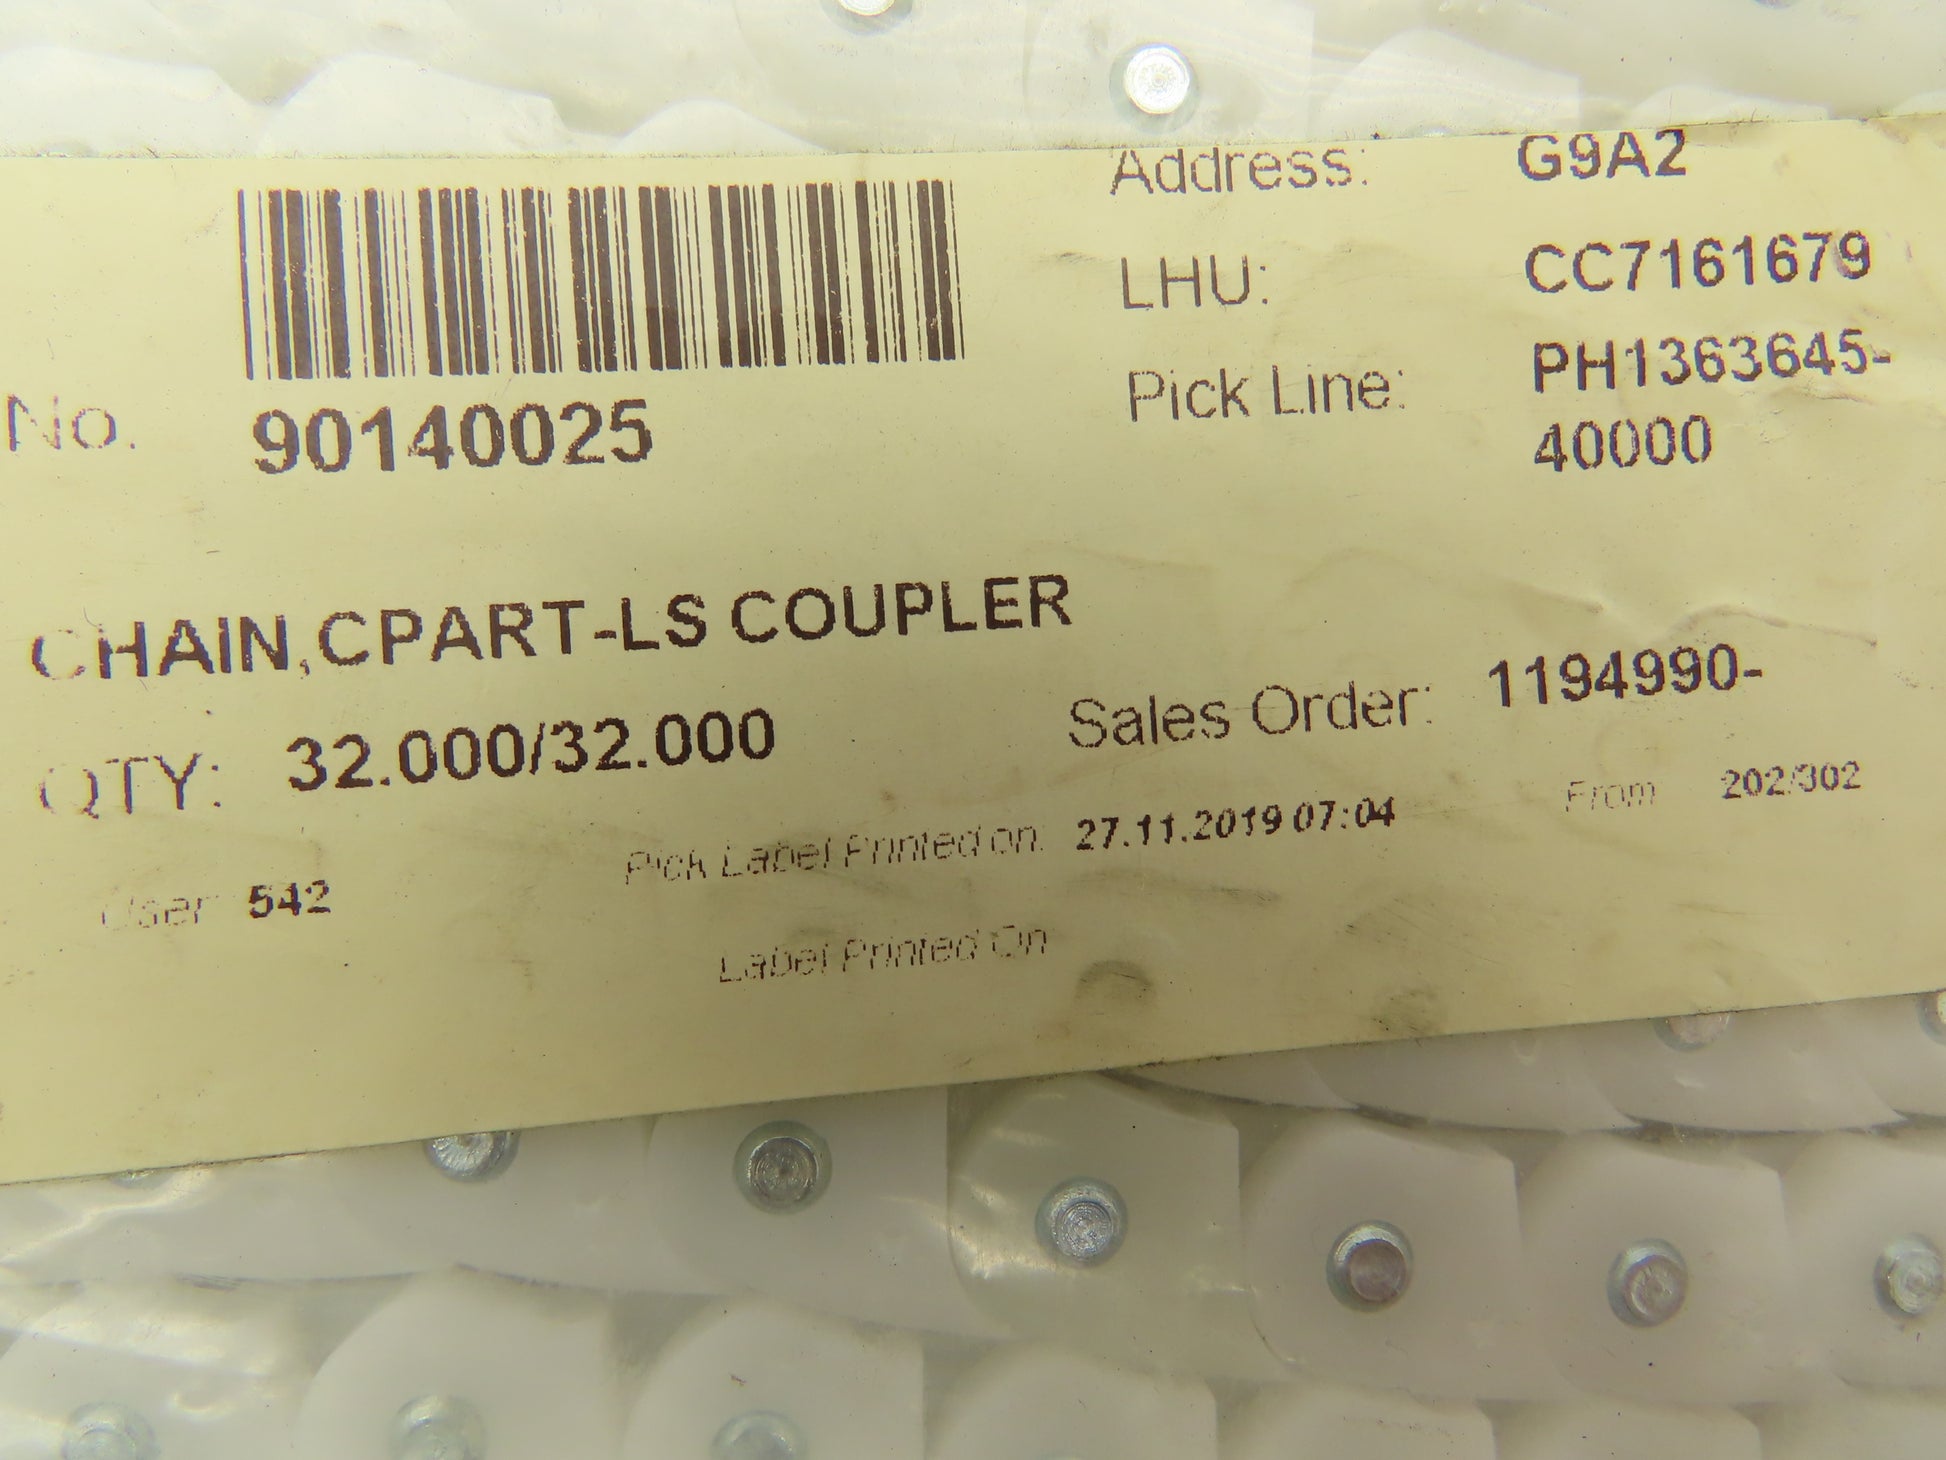 Address: G9A2
LHU: CC7161679
No. 90140025
Pick Line: PH1363645-
40000
CHAIN,CPART-LS COUPLER
QTY: 32.000/32.000
Sales Order: 1194990-
User 542
Pick Label Printed on: 27.11.2019 07:04
From 202/302
Label Printed On